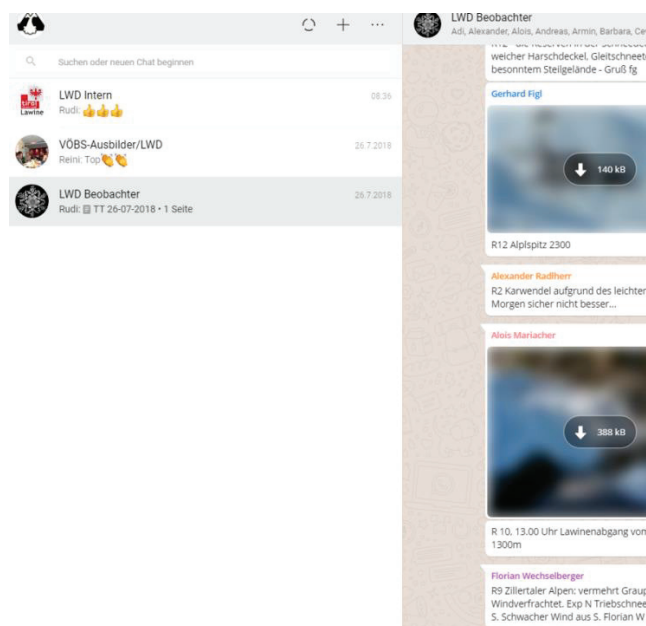 Suchen oder neuen Chat beginnen
tirol
Lawine
LWD Intern
08:36
Rudi: 👍👍👍
VÖBS-Ausbilder/LWD
26.7.2018
Reini: Top👏👏
LWD Beobachter
26.7.2018
Rudi: TT 26-07-2018 • 1 Seite
LWD Beobachter
Adi, Alexander, Alois, Andreas, Armin, Barbara,
weicher Harschdeckel,
besonntem Steilgelände - Gruß fg
Gerhard Figl
140 kB
R12 Alplspitz 2300
Alexander Radlherr
R2 Karwendel aufgrund des leichten
Morgen sicher nicht besser...
Alois Mariacher
388 kB
R 10, 13.00 Uhr Lawinenabgang von
1300m
Florian Wechselberger
R9 Zillertaler Alpen: vermehrt Graup
Windverfrachtet. Exp N Triebschnee
S. Schwacher Wind aus S. Florian W